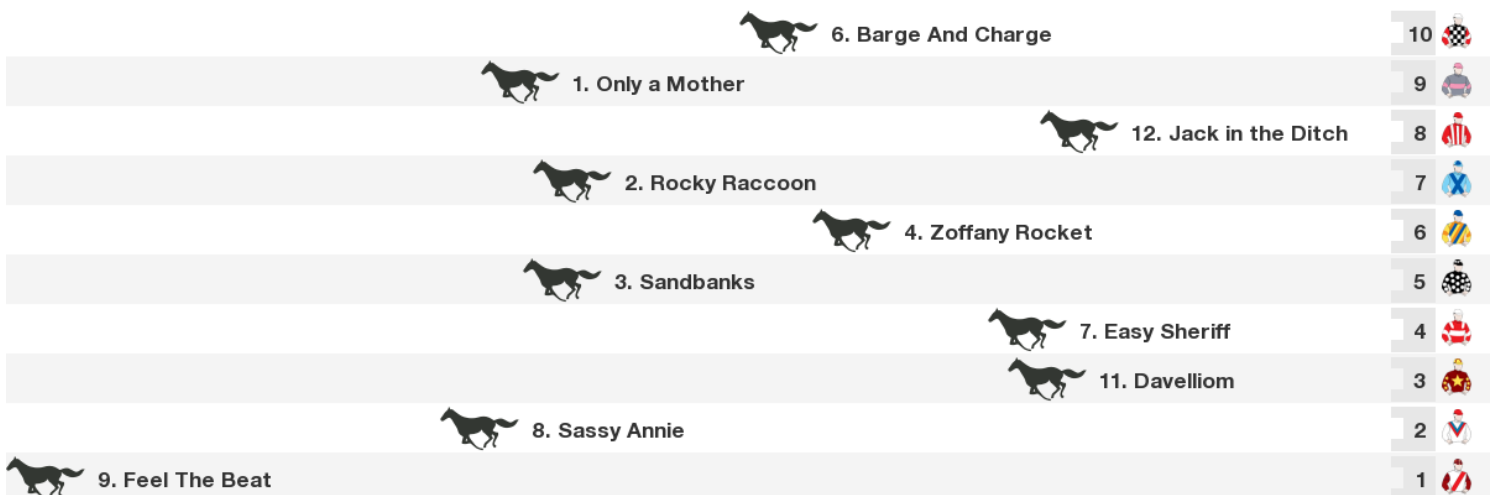 6. Barge And Charge 10
1. Only a Mother 9
12. Jack in the Ditch 8
2. Rocky Raccoon 7
4. Zoffany Rocket 6
3. Sandbanks 5
7. Easy Sheriff 4
11. Davelliom 3
8. Sassy Annie 2
9. Feel The Beat 1